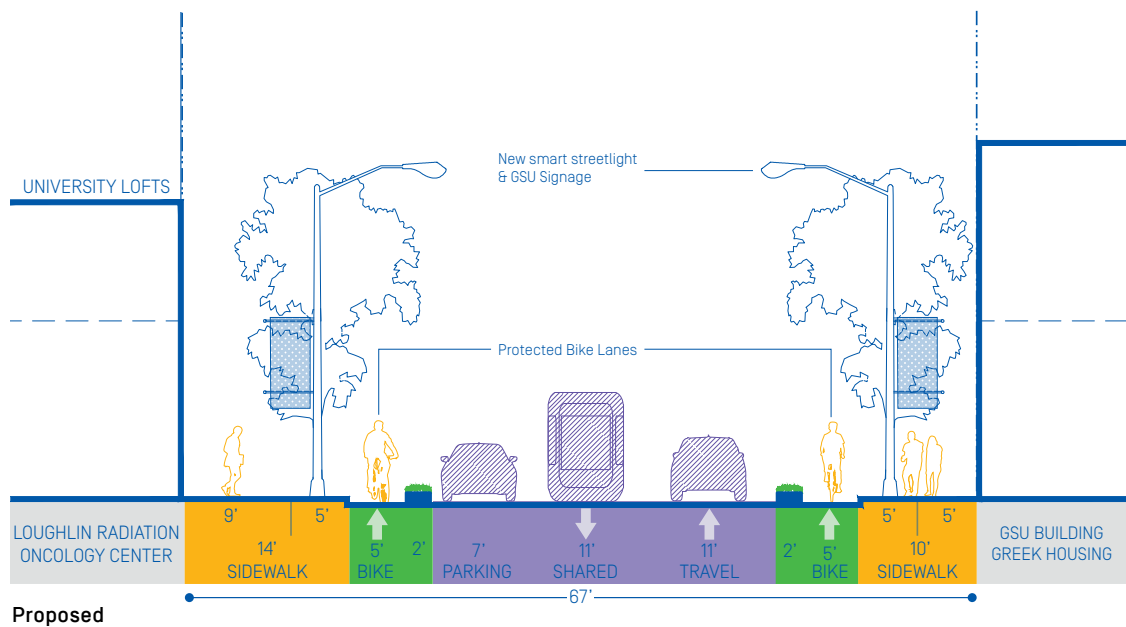 New smart streetlight
& GSU Signage
UNIVERSITY LOFTS
Protected Bike Lanes
9’ 5’ 5’ 5’
LOUGHLIN RADIATION
ONCOLOGY CENTER
GSU BUILDING
GREEK HOUSING
14’ 5’ 2’ 7’ 11’ 11’ 2’ 5’ 10’
SIDEWALK BIKE PARKING SHARED TRAVEL BIKE SIDEWALK
67’
Proposed